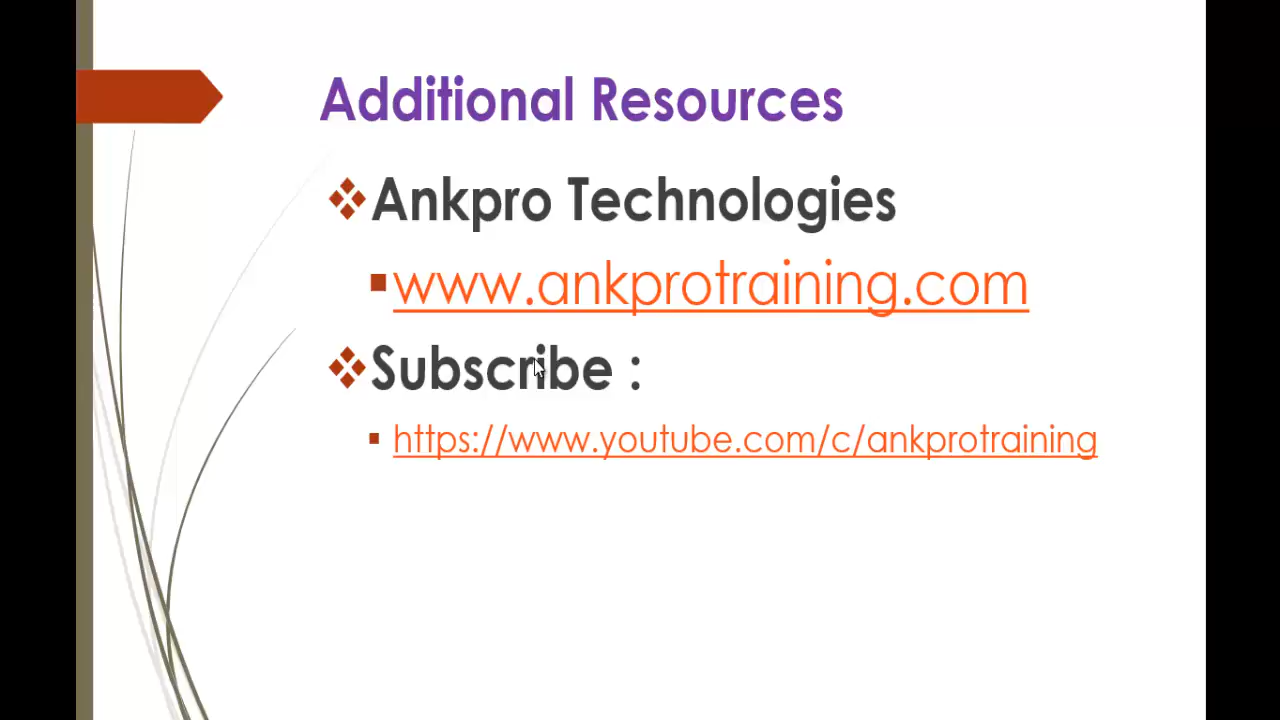 Additional Resources
Ankpro Technologies
www.ankprotraining.com
Subscribe :
https://www.youtube.com/c/ankprotraining